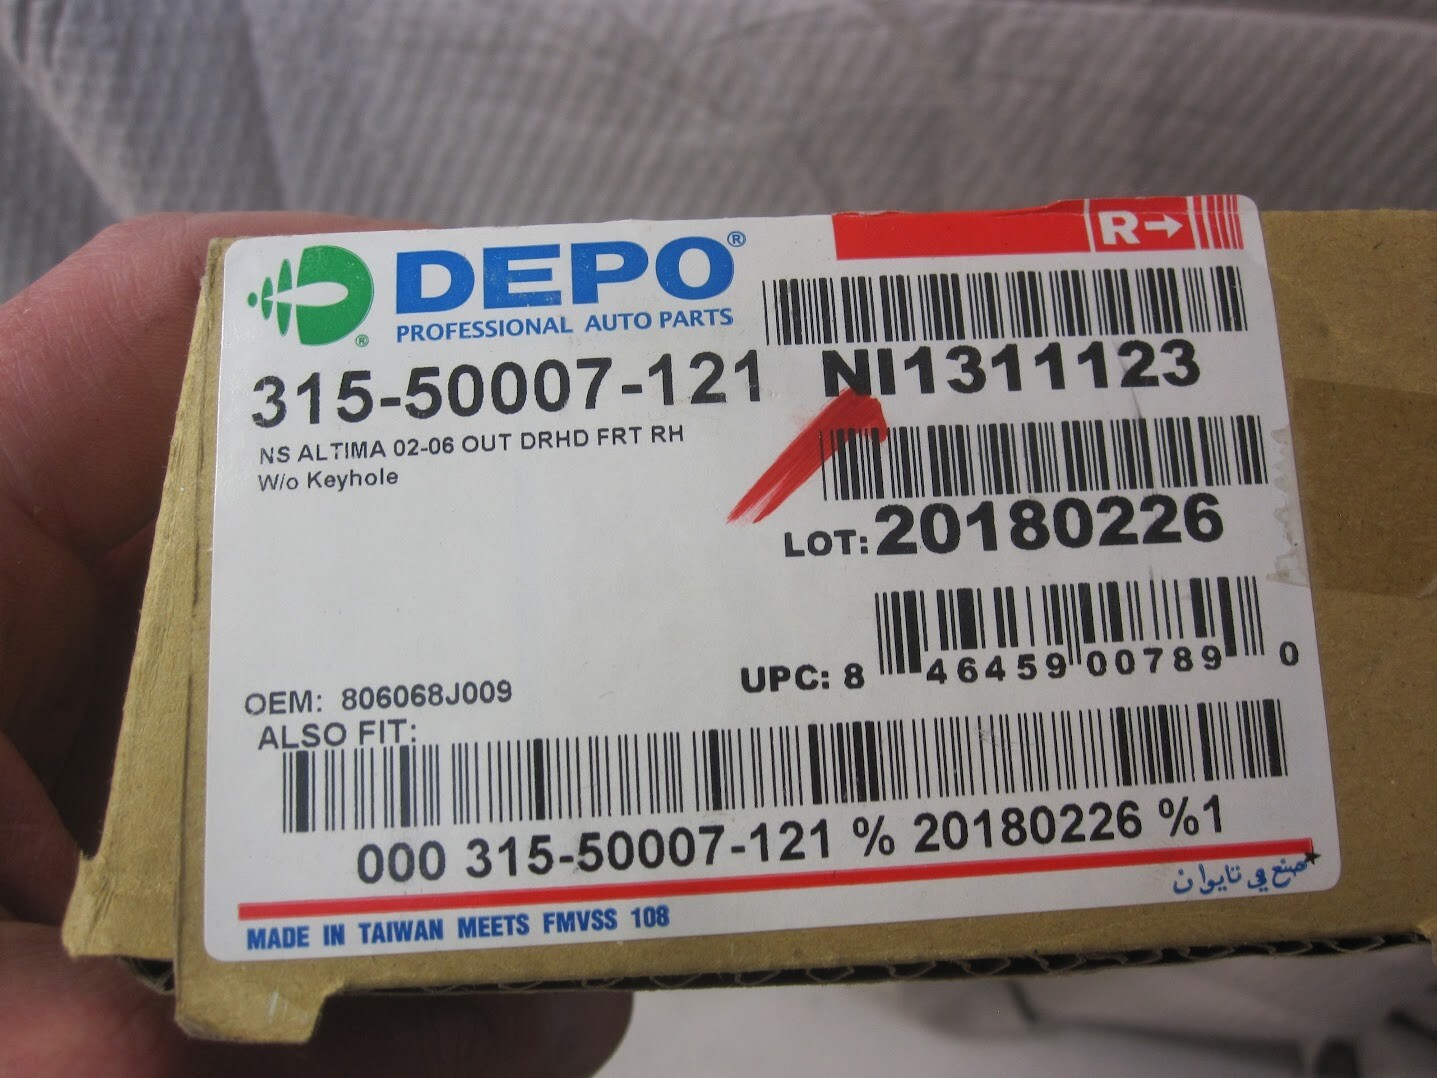 DEPO®
PROFESSIONAL AUTO PARTS
R→
315-50007-121 NI1311123
NS ALTIMA 02-06 OUT DRHD FRT RH
W/o Keyhole
LOT: 20180226
UPC: 8 46459 00789 0
OEM: 806068J009
ALSO FIT:
000 315-50007-121 % 20180226 %1
صنع في تايوان
MADE IN TAIWAN MEETS FMVSS 108